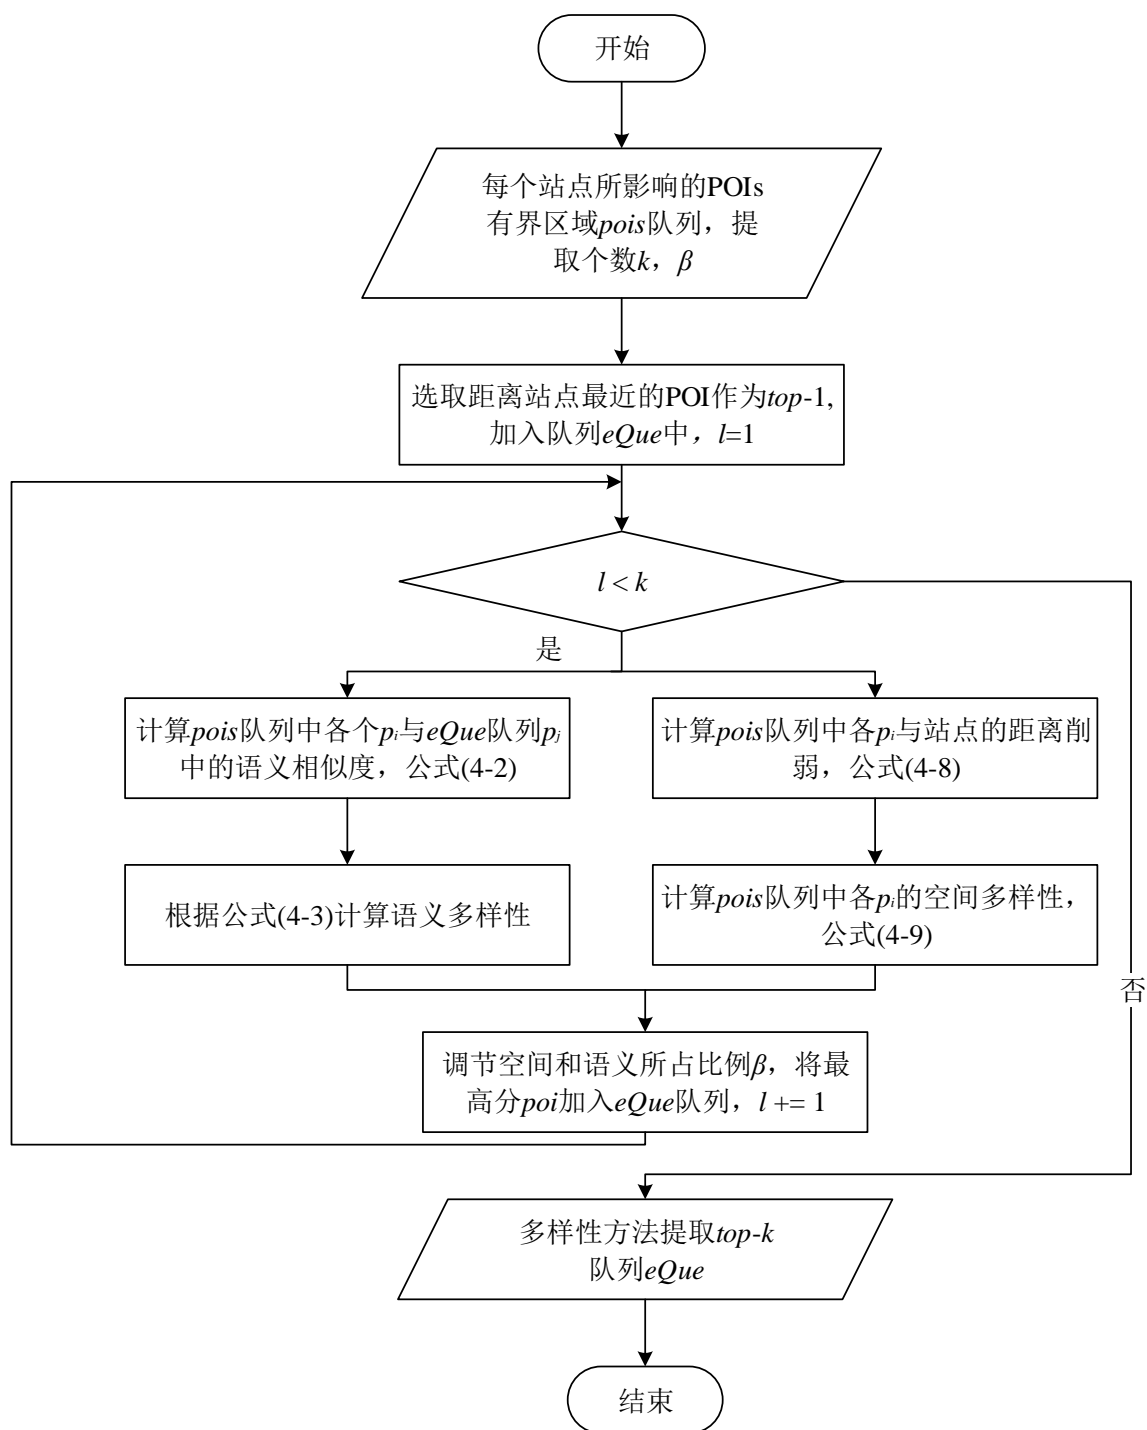 开始
每个站点所影响的POIs
有界区域pois队列，提
取个数k，β
选取距离站点最近的POI作为top-1,
加入队列eQue中，l=1
l < k
是
计算pois队列中各个pi与eQue队列pj
中的语义相似度，公式(4-2)
计算pois队列中各pi与站点的距离削
弱，公式(4-8)
根据公式(4-3)计算语义多样性
计算pois队列中各pi的空间多样性，
公式(4-9)
否
调节空间和语义所占比例β，将最
高分poi加入eQue队列，l += 1
多样性方法提取top-k
队列eQue
结束